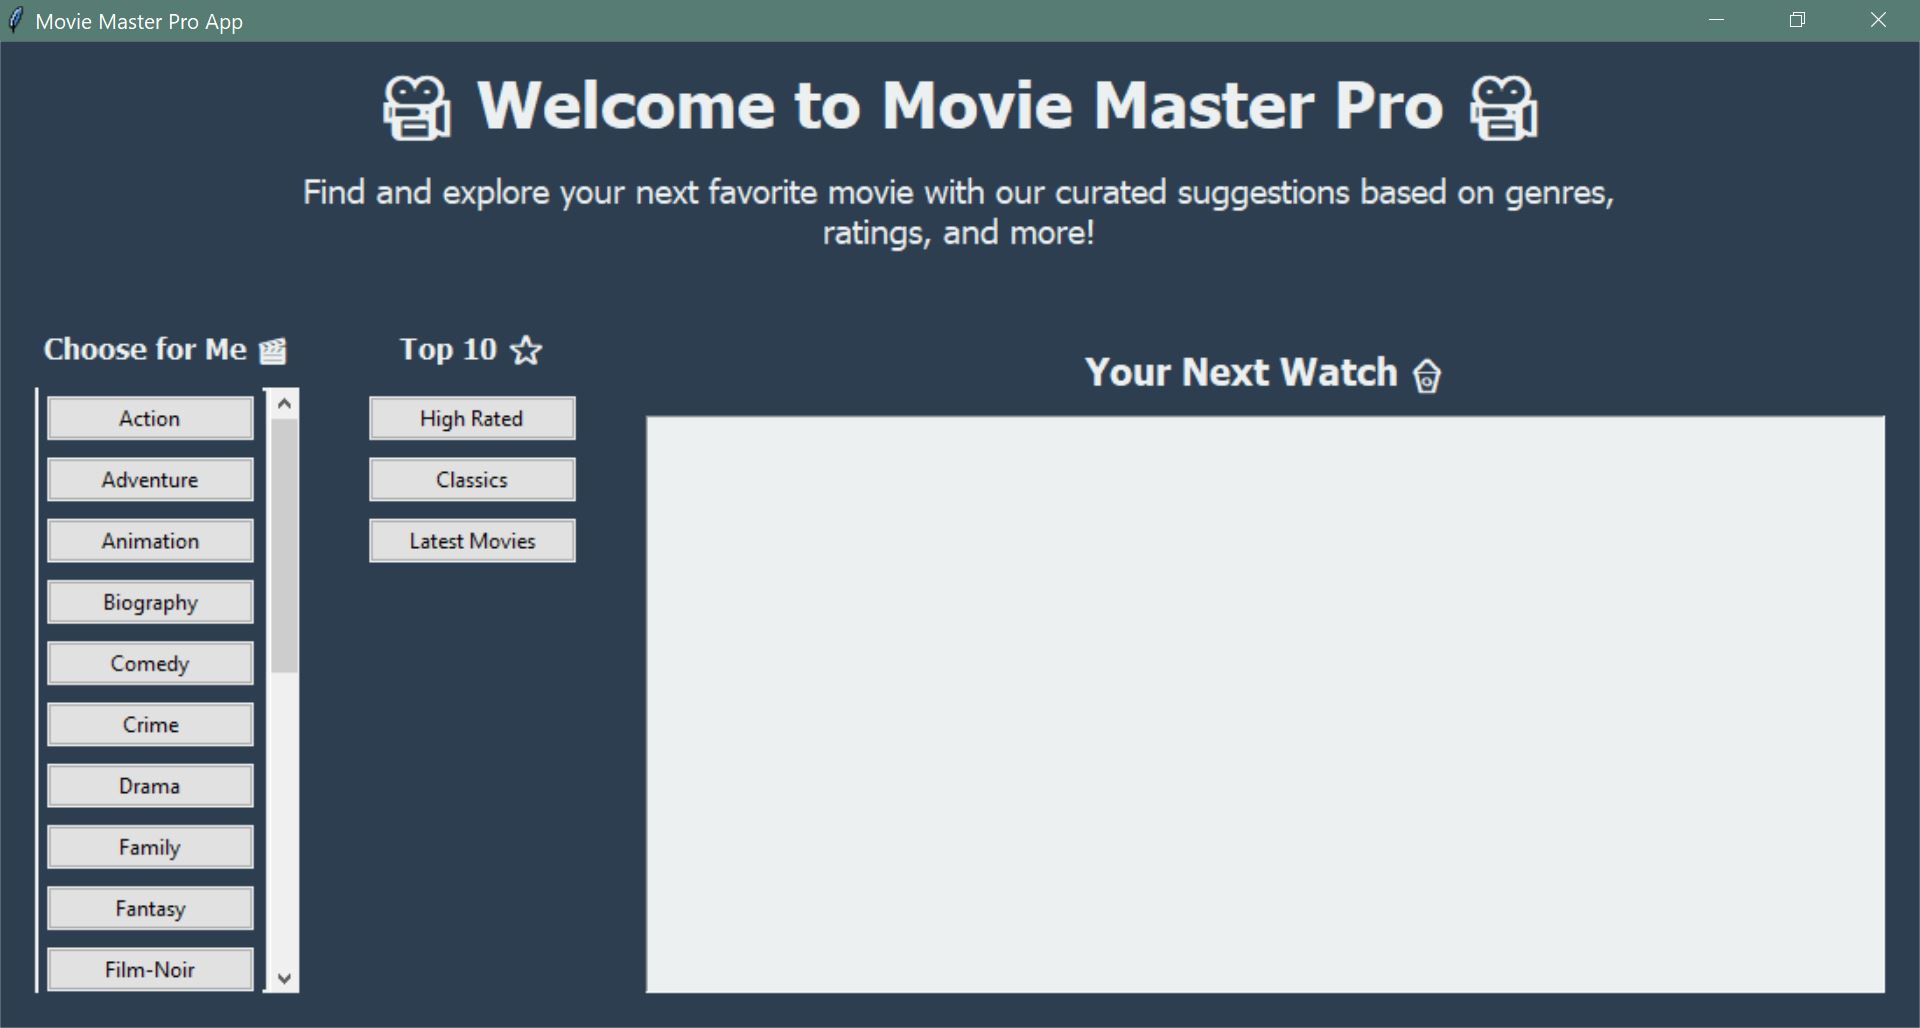 Movie Master Pro App
Welcome to Movie Master Pro
Find and explore your next favorite movie with our curated suggestions based on genres,
ratings, and more!
Choose for Me
Action
Adventure
Animation
Biography
Comedy
Crime
Drama
Family
Fantasy
Film-Noir
Top 10
High Rated
Classics
Latest Movies
Your Next Watch